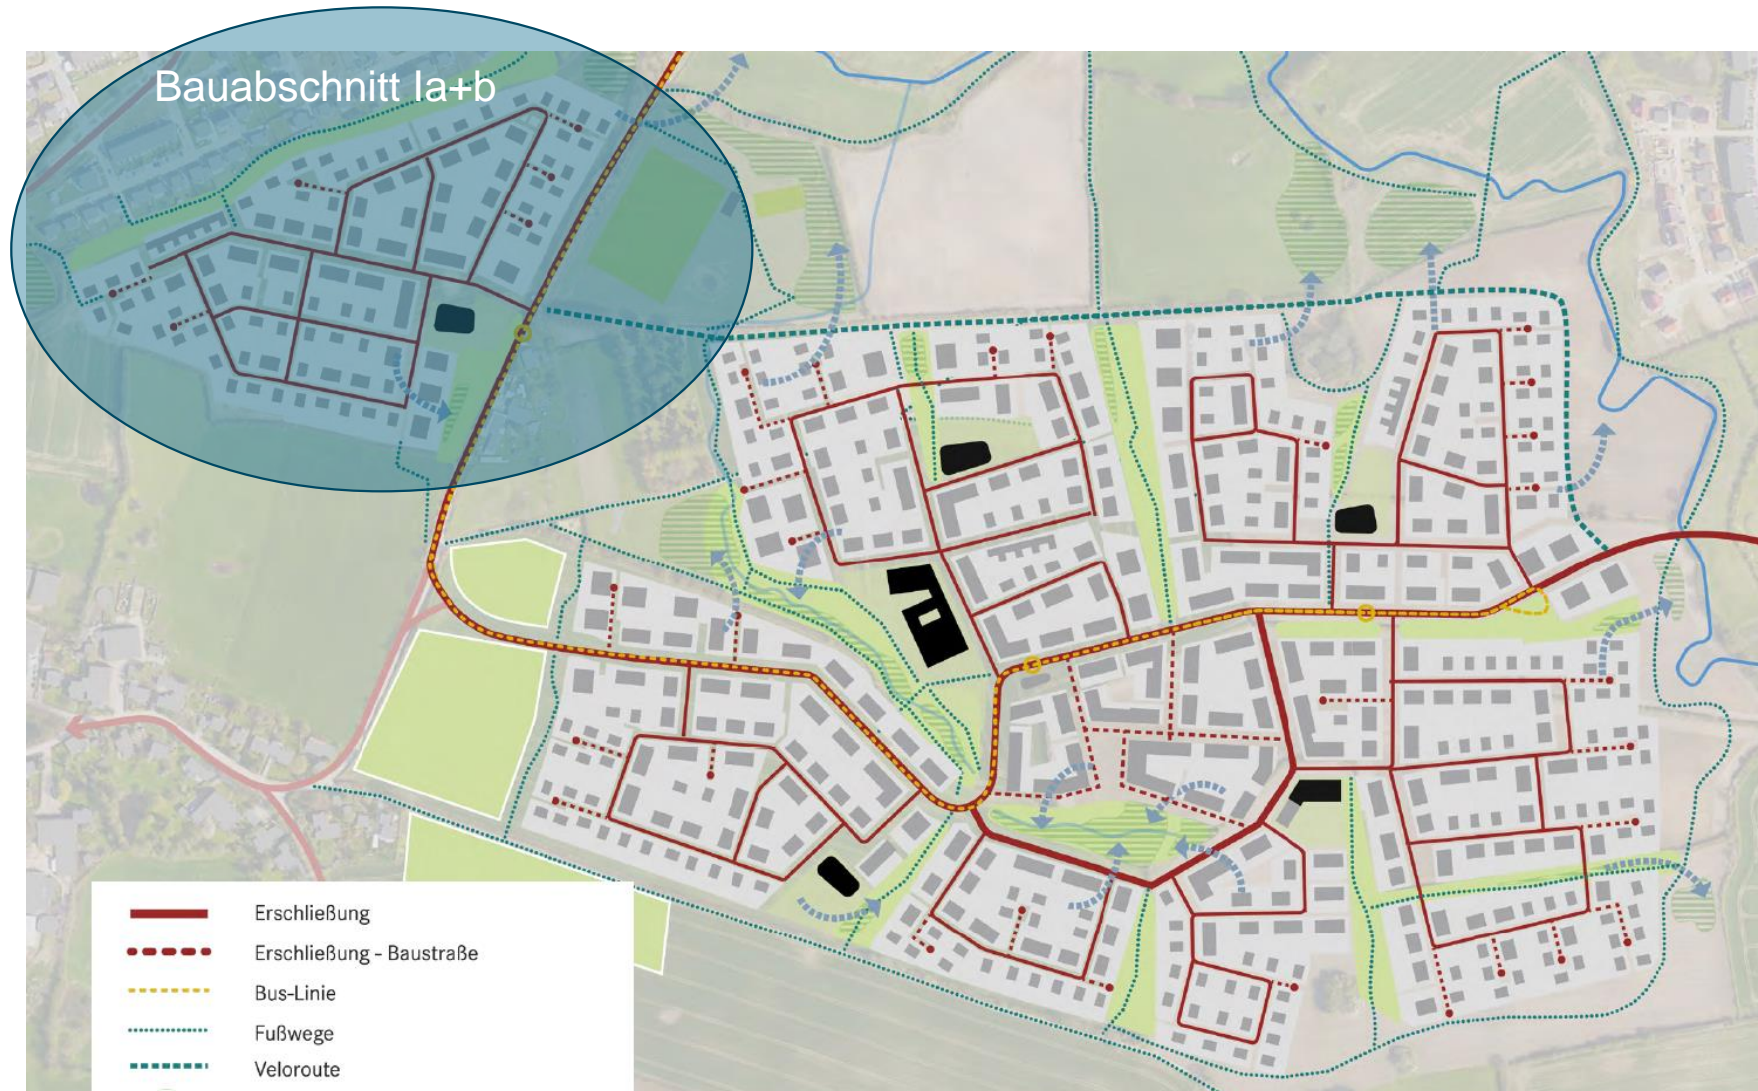 Bauabschnitt Ia+b
Erschließung
Erschließung - Baustraße
Bus-Linie
Fußwege
Veloroute